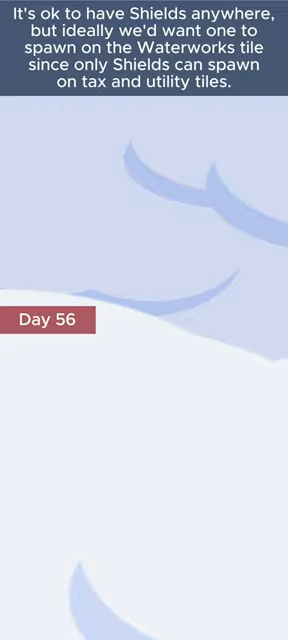 It's ok to have Shields anywhere,
but ideally we'd want one to
spawn on the Waterworks tile
since only Shields can spawn
on tax and utility tiles.
Day 56